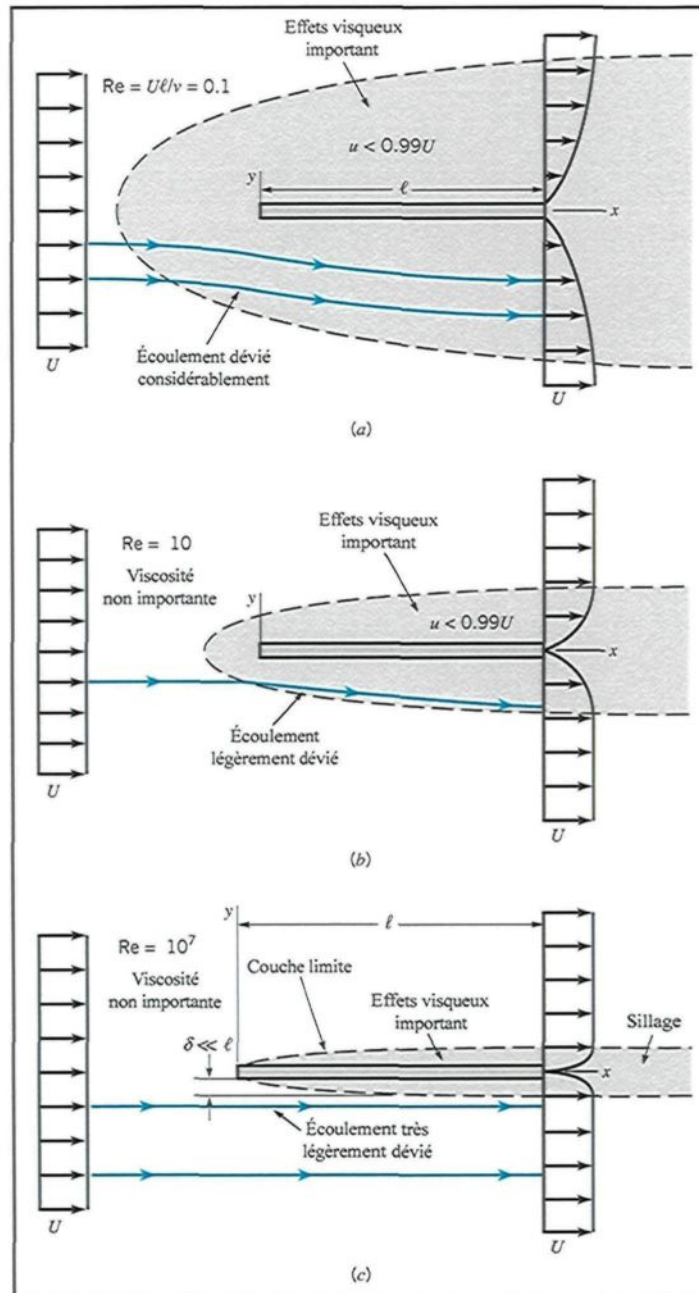 Effets visqueux
important
Re = Uℓ/ν = 0.1
u < 0.99U
y
ℓ
x
Écoulement dévié
considérablement
U
U
(a)
Re = 10
Effets visqueux
important
Viscosité
non importante
y
u < 0.99U
x
Écoulement
légèrement dévié
U
U
(b)
y
ℓ
Re = 10⁷
Viscosité
non importante
Couche limite
Effets visqueux
important
Sillage
δ ≪ ℓ
x
Écoulement très
légèrement dévié
U
U
(c)